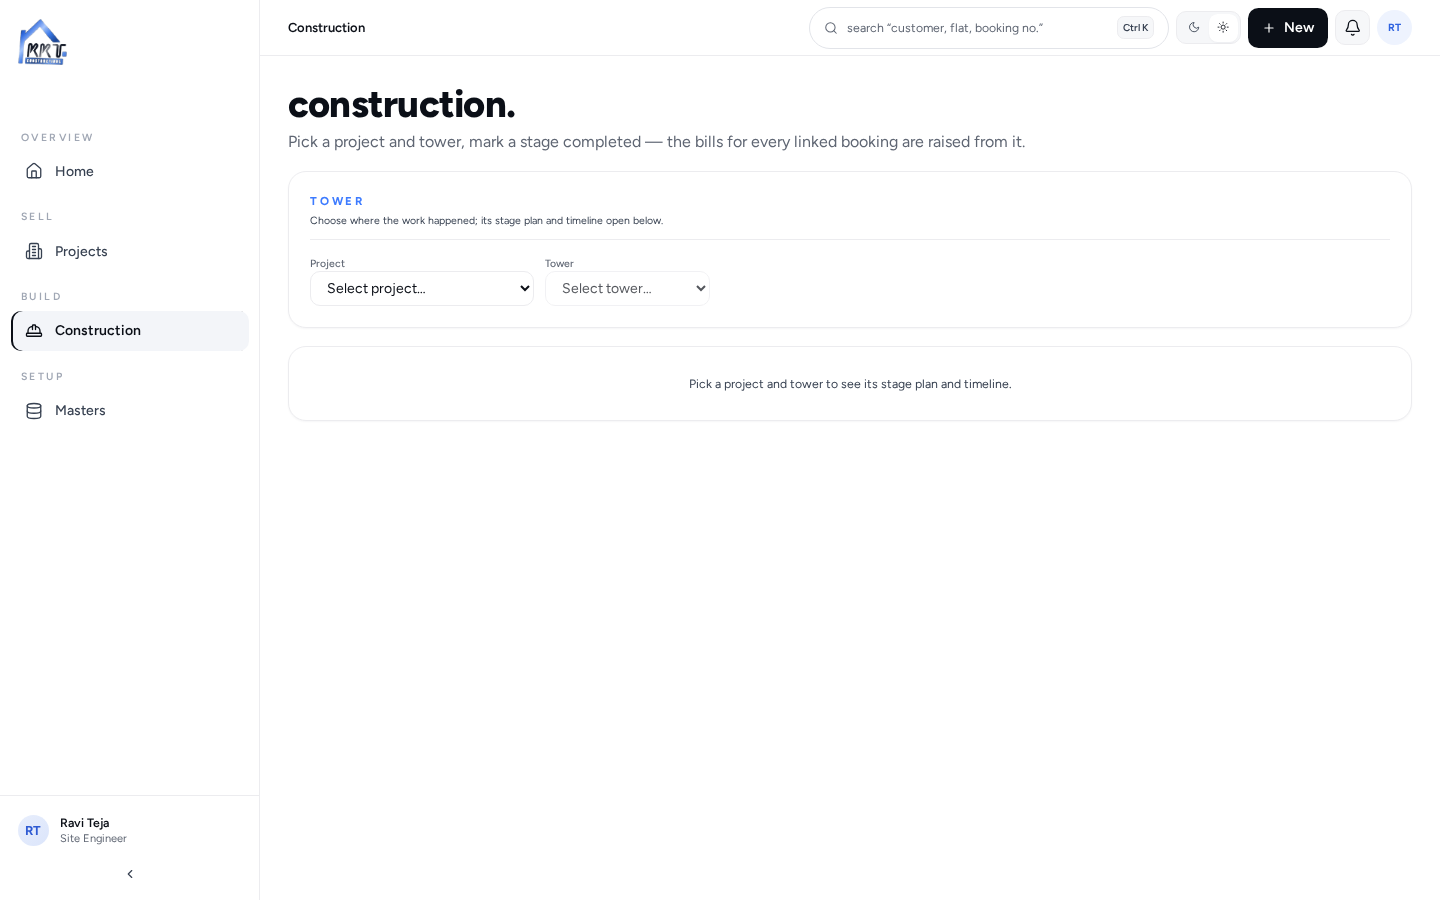 RRT
CONSTRUCTIONS
OVERVIEW
Home
SELL
Projects
BUILD
Construction
SETUP
Masters
RT
Ravi Teja
Site Engineer
Construction
search “customer, flat, booking no.”
Ctrl K
New
RT
construction.
Pick a project and tower, mark a stage completed — the bills for every linked booking are raised from it.
TOWER
Choose where the work happened; its stage plan and timeline open below.
Project
Tower
Select project…
Select tower…
Pick a project and tower to see its stage plan and timeline.